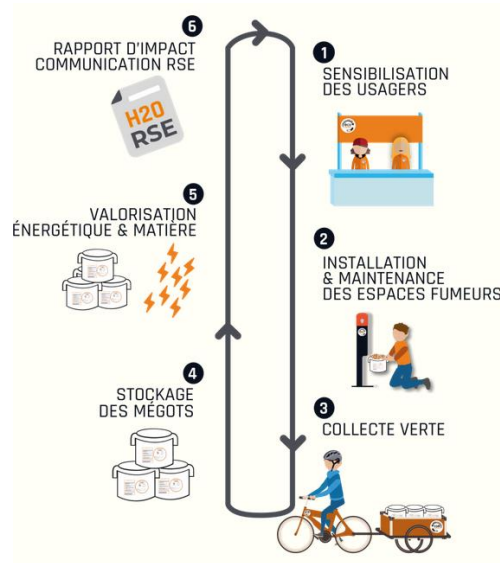 1
SENSIBILISATION
DES USAGERS
2
INSTALLATION
& MAINTENANCE
DES ESPACES FUMEURS
3
COLLECTE VERTE
4
STOCKAGE
DES MÉGOTS
5
VALORISATION
ÉNERGÉTIQUE & MATIÈRE
6
RAPPORT D'IMPACT
COMMUNICATION RSE
H2O
RSE